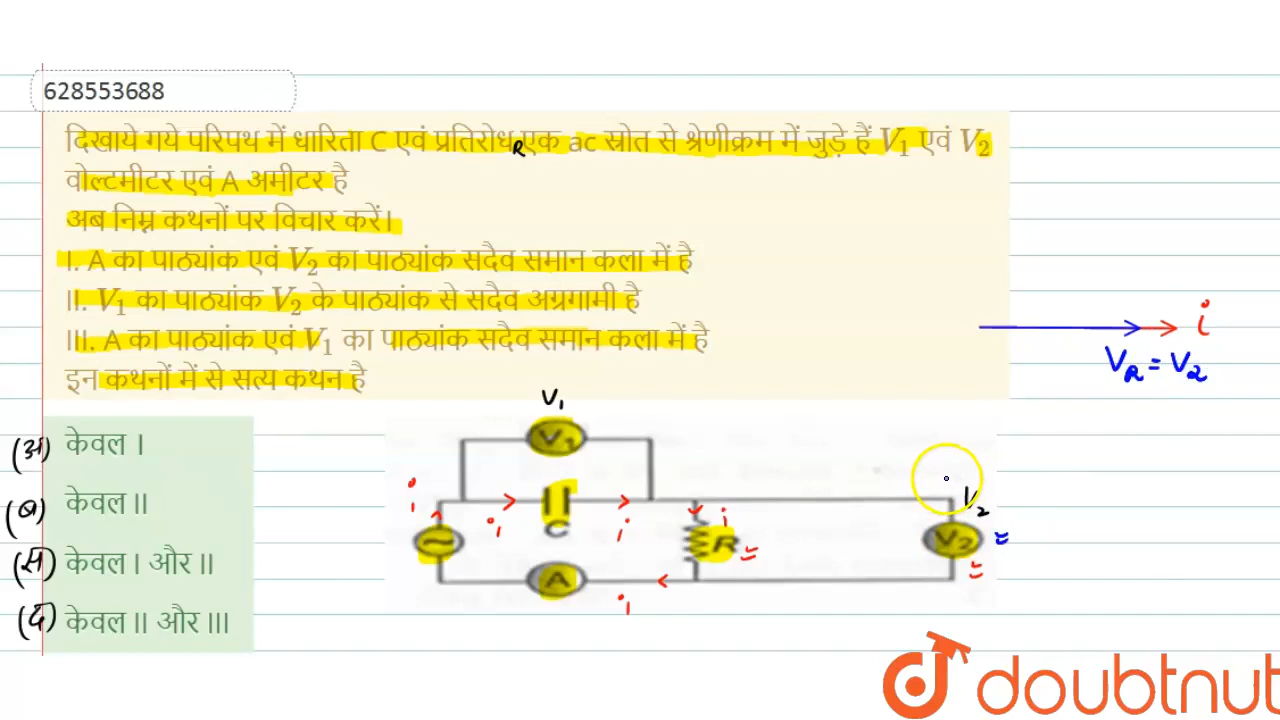 628553688
दिखाये गये परिपथ में धारिता C एवं प्रतिरोध R एक ac स्रोत से श्रेणीक्रम में जुड़े हैं V₁ एवं V₂
वोल्टमीटर एवं A अमीटर है
अब निम्न कथनों पर विचार करें।
I. A का पाठ्यांक एवं V₂ का पाठ्यांक सदैव समान कला में है
II. V₁ का पाठ्यांक V₂ के पाठ्यांक से सदैव अग्रगामी है
III. A का पाठ्यांक एवं V₁ का पाठ्यांक सदैव समान कला में है
इन कथनों में से सत्य कथन है
i
V_R = V₂
(अ) केवल I
(ब) केवल II
(स) केवल I और II
(द) केवल II और III
V₁
V₁
i
i
i
C
i
R
V₂
V₂
A
i
doubtnut